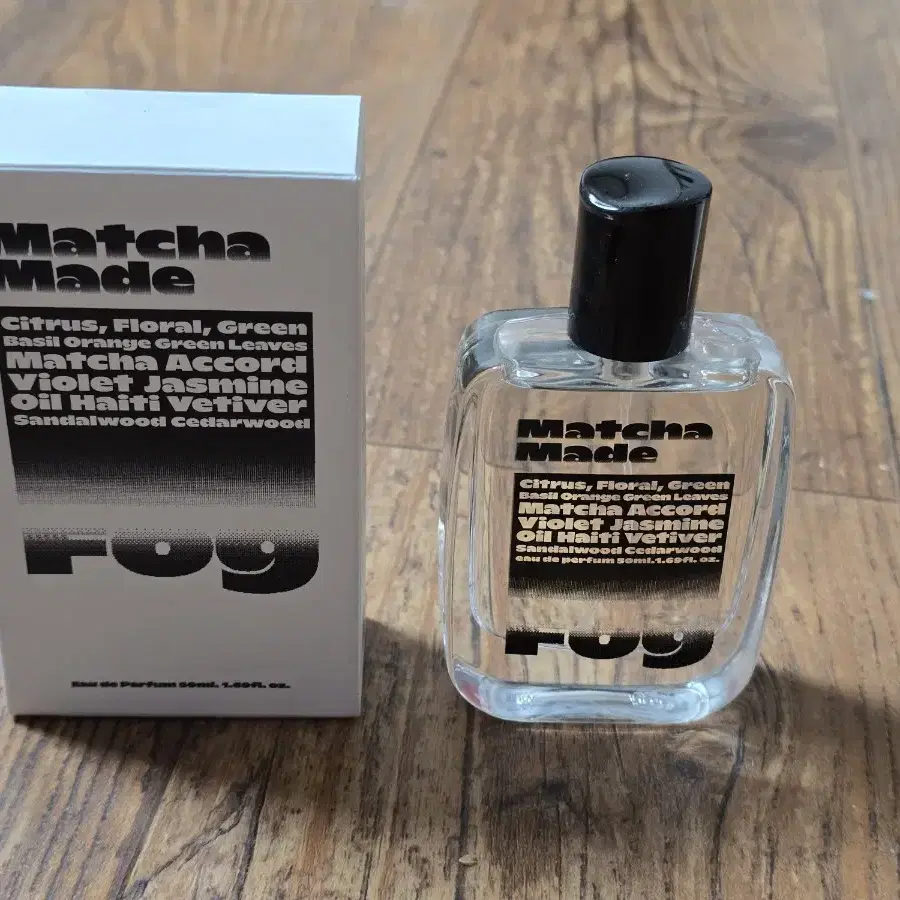 Matcha
Made
Citrus, Floral, Green
Basil Orange Green Leaves
Matcha Accord
Violet Jasmine
Oil Haiti Vetiver
Sandalwood Cedarwood
Fog
Eau de Parfum 50ml. 1.69fl. oz.
Matcha
Made
Citrus, Floral, Green
Basil Orange Green Leaves
Matcha Accord
Violet Jasmine
Oil Haiti Vetiver
Sandalwood Cedarwood
eau de parfum 50ml.1.69fl. oz.
Fog